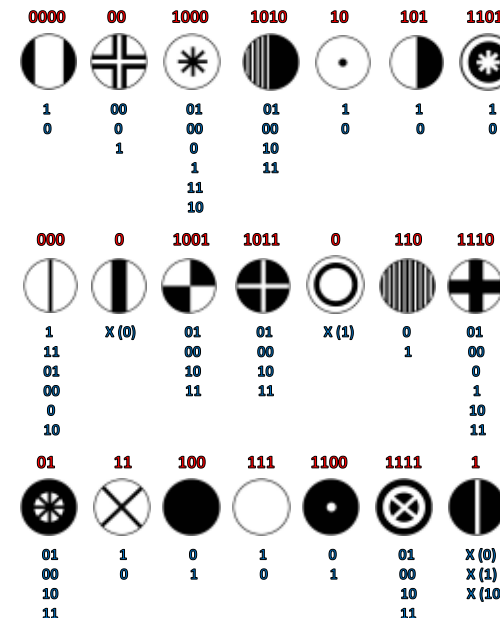 0000 00 1000 1010 10 101 1101
1 00 01 01 1 1 1
0 0 00 00 0 0 0
1 0 10
1 11
11
10
000 0 1001 1011 0 110 1110
1 X (0) 01 01 X (1) 0 01
11 00 00 1 00
01 10 10 0
00 11 11 1
0 10
10 11
01 11 100 111 1100 1111 1
01 1 0 1 0 01 X (0)
00 0 1 0 1 00 X (1)
10 10 X (10
11 11